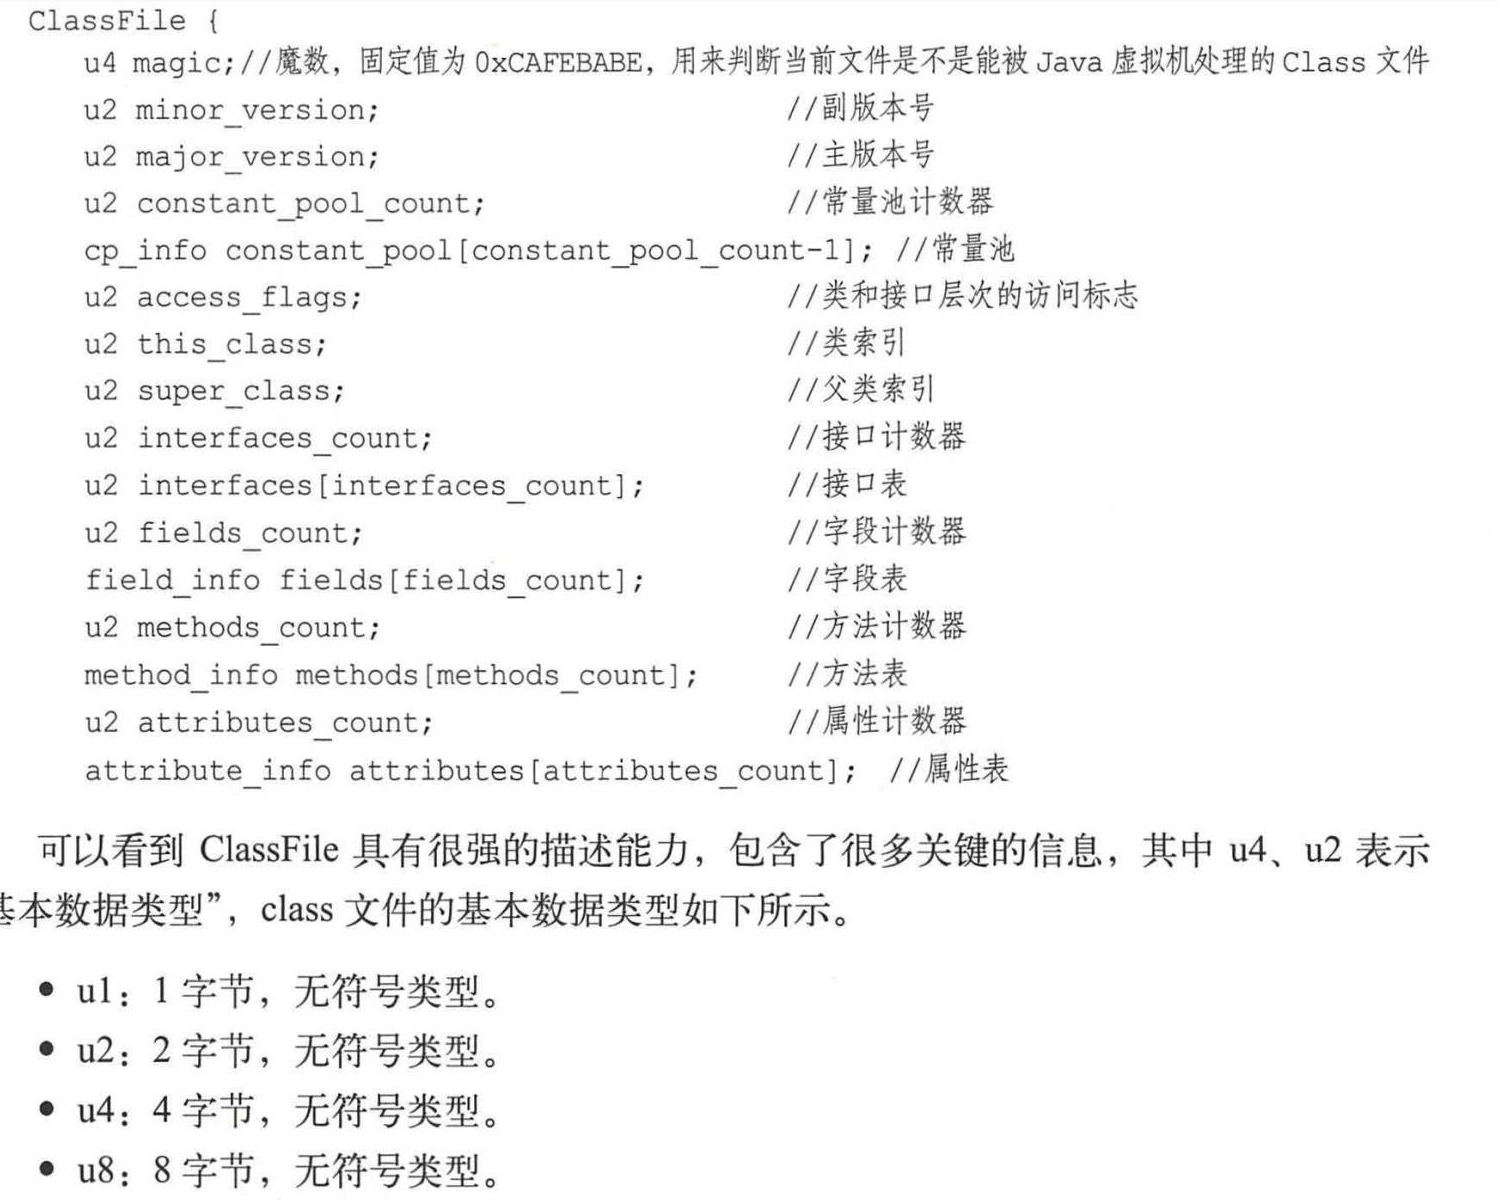 ClassFile {
u4 magic;//魔数，固定值为 0xCAFEBABE，用来判断当前文件是不是能被 Java 虚拟机处理的 Class 文件
u2 minor_version; //副版本号
u2 major_version; //主版本号
u2 constant_pool_count; //常量池计数器
cp_info constant_pool[constant_pool_count-1]; //常量池
u2 access_flags; //类和接口层次的访问标志
u2 this_class; //类索引
u2 super_class; //父类索引
u2 interfaces_count; //接口计数器
u2 interfaces[interfaces_count]; //接口表
u2 fields_count; //字段计数器
field_info fields[fields_count]; //字段表
u2 methods_count; //方法计数器
method_info methods[methods_count]; //方法表
u2 attributes_count; //属性计数器
attribute_info attributes[attributes_count]; //属性表
可以看到 ClassFile 具有很强的描述能力，包含了很多关键的信息，其中 u4、u2 表示
基本数据类型”，class 文件的基本数据类型如下所示。
• u1：1 字节，无符号类型。
• u2：2 字节，无符号类型。
• u4：4 字节，无符号类型。
• u8：8 字节，无符号类型。